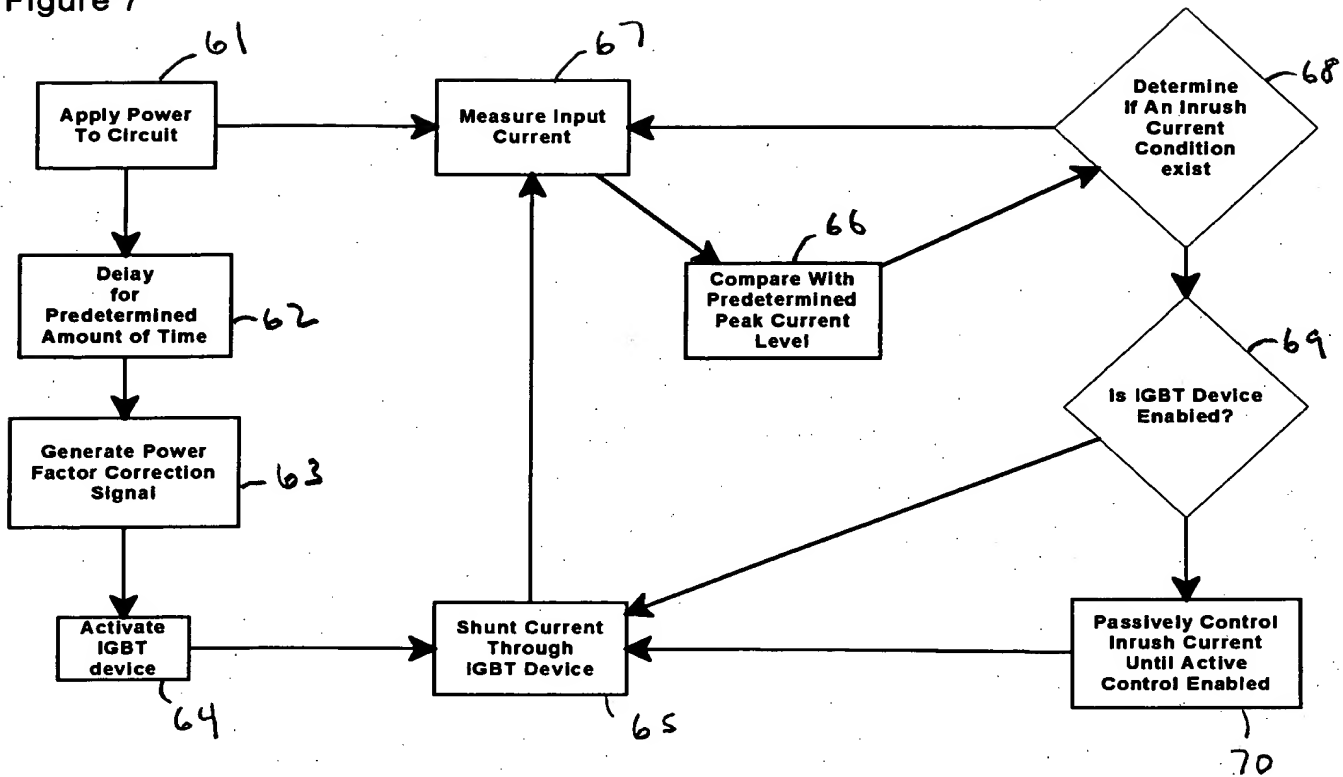 Figure 7
61
Apply Power
To Circuit
67
Measure Input
Current
68
Determine
If An Inrush
Current
Condition
exist
Delay
for
Predetermined
Amount of Time
62
66
Compare With
Predetermined
Peak Current
Level
69
Is IGBT Device
Enabled?
Generate Power
Factor Correction
Signal
63
Activate
IGBT
device
64
Shunt Current
Through
IGBT Device
65
Passively Control
Inrush Current
Until Active
Control Enabled
70